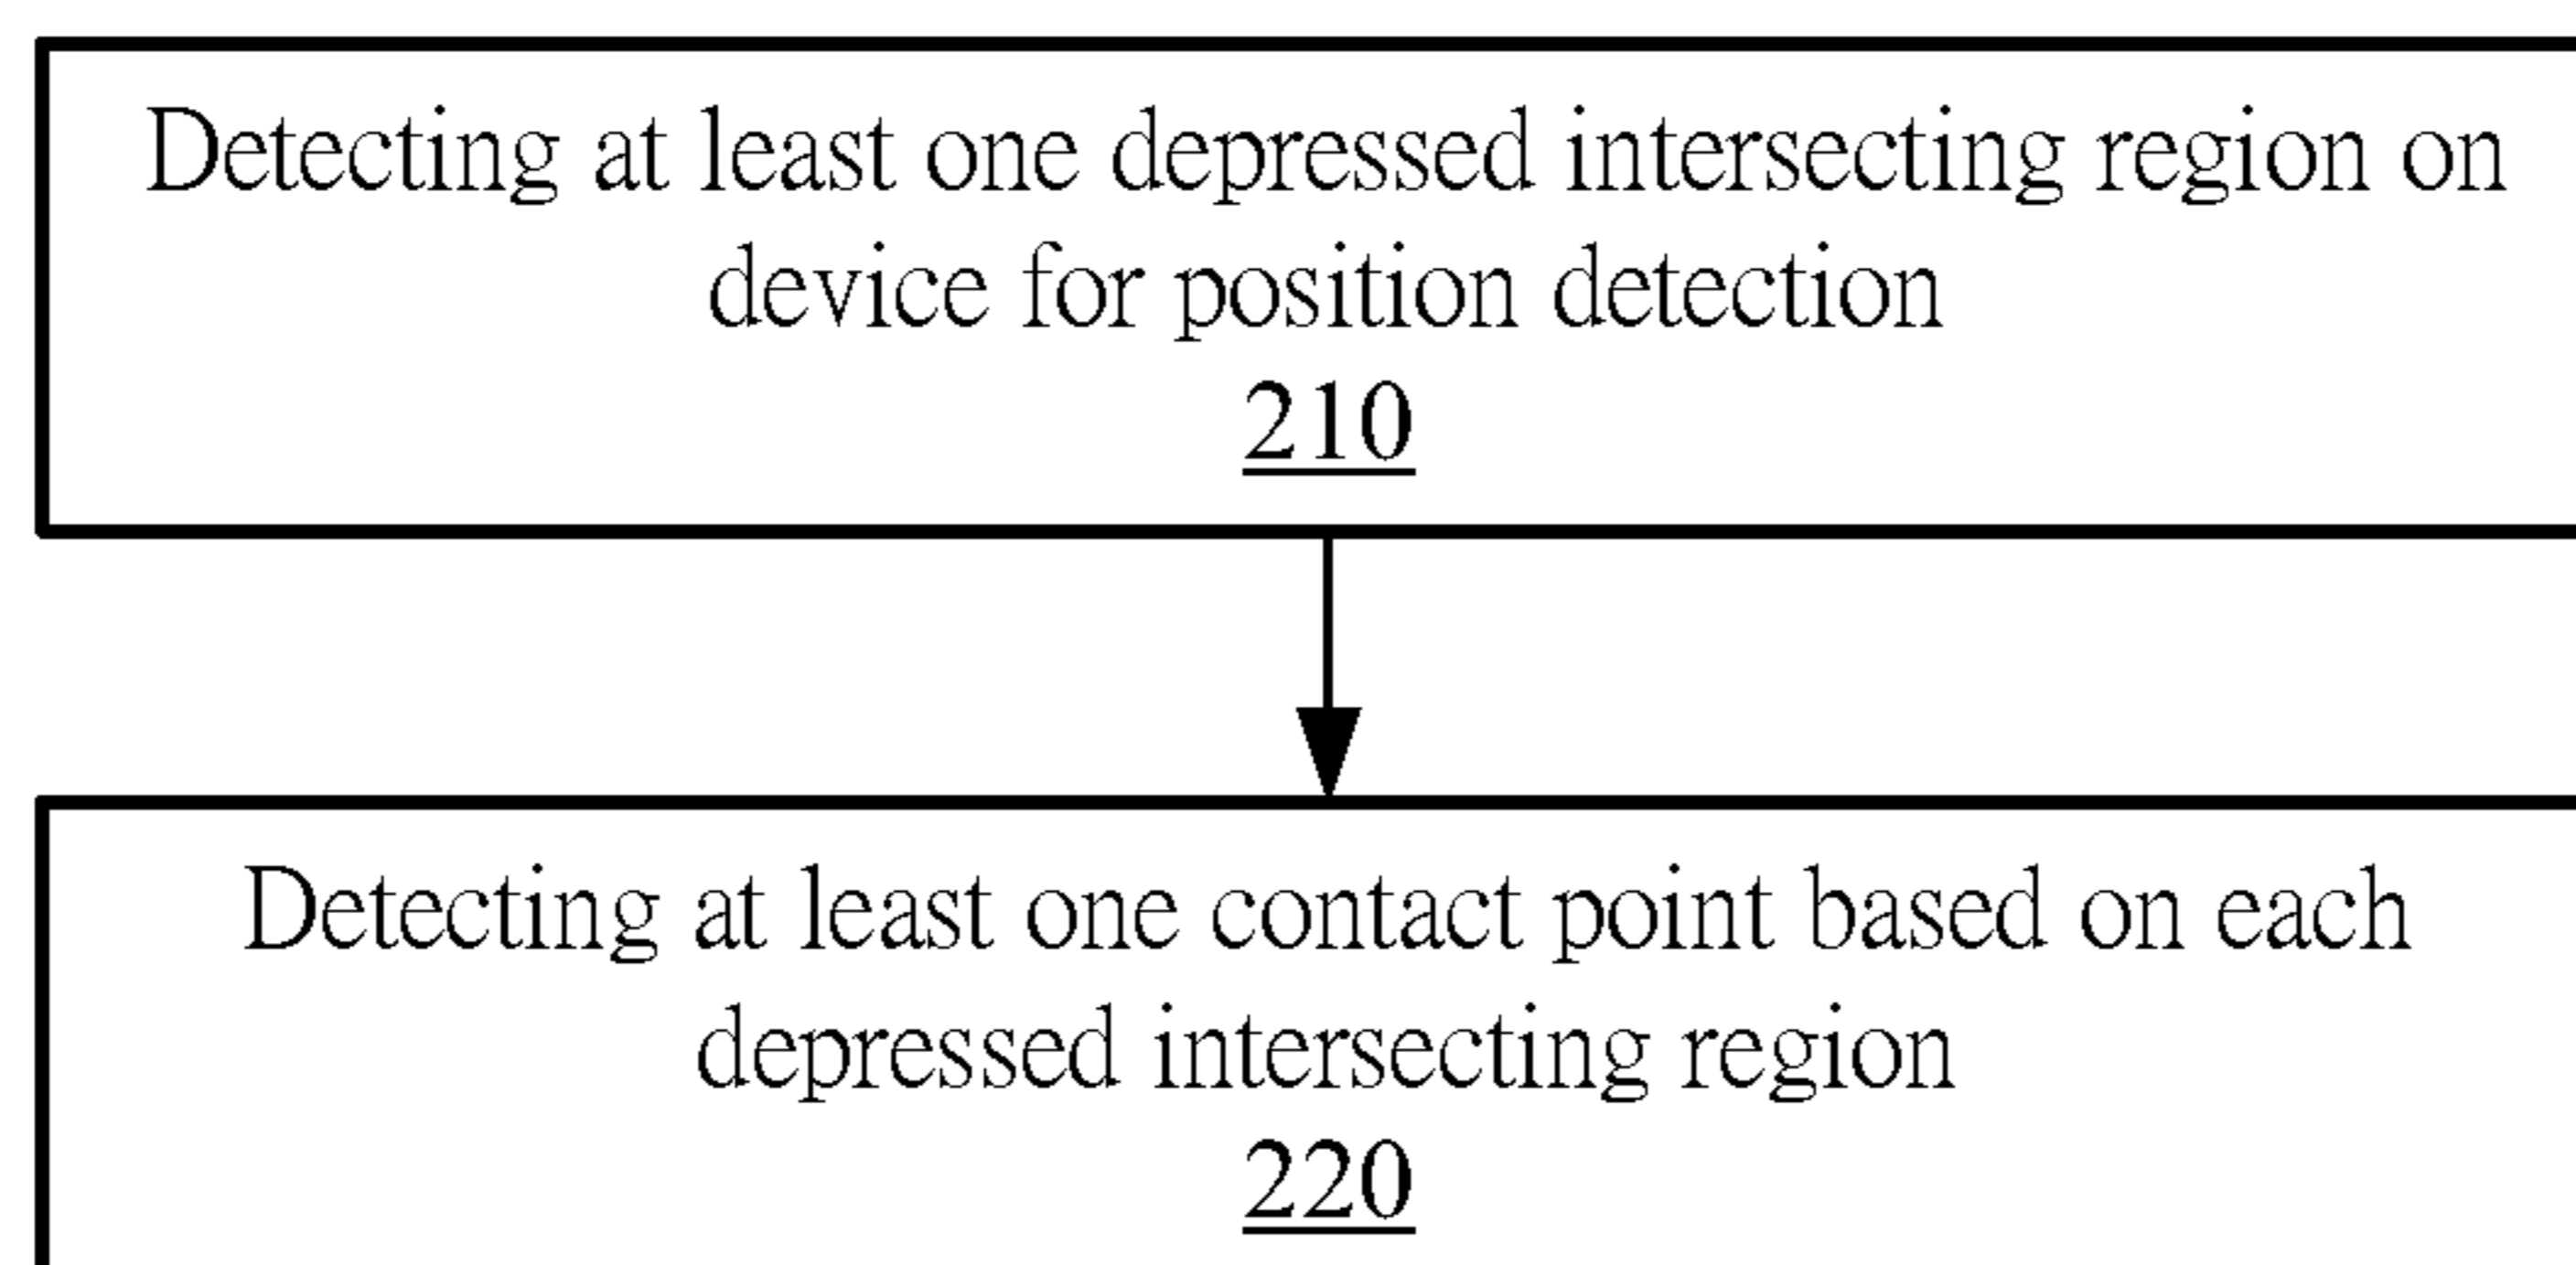 Detecting at least one depressed intersecting region on
device for position detection
210
Detecting at least one contact point based on each
depressed intersecting region
220